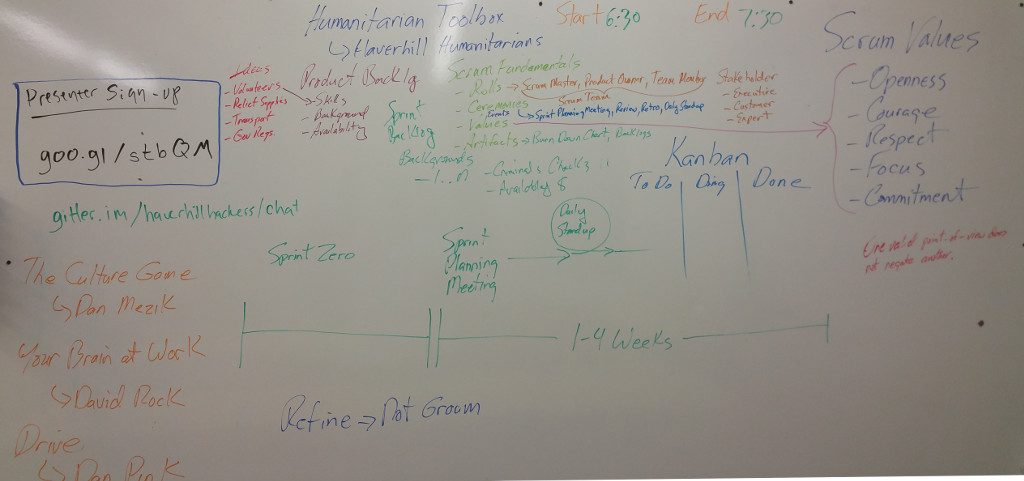 Humanitarian Toolbox
↳ Haverhill Humanitarians
Start 6:30
End 7:30
Presenter Sign-up
goo.gl/stbQM
gitter.im/haverhillhackers/chat
Ideas
- Volunteers
- Relief Supplies
- Transport
- Gov Regs.
Product Backlog
- Skills
- Background
- Availability
Sprint
Backlog
Scrum Fundamentals
- Rolls → Scrum Master, Product Owner, Team Member
Scrum Team
- Ceremonies
Events ↳ Sprint Planning Meeting, Review, Retro, Daily Standup
- Values
- Artifacts → Burn Down Chart, Backlogs
Stakeholder
- Executive
- Customer
- Expert
Backgrounds
- 1..n
- Criminal Checks
- Availability
Kanban
To Do
Doing
Done
Scrum Values
- Openness
- Courage
- Respect
- Focus
- Commitment
One valid point-of-view does
not negate another.
The Culture Game
↳ Dan Mezik
Your Brain at Work
↳ David Rock
Drive
↳ Dan Pink
Sprint Zero
Sprint
Planning
Meeting
Daily
Standup
1-4 Weeks
Refine → Not Groom